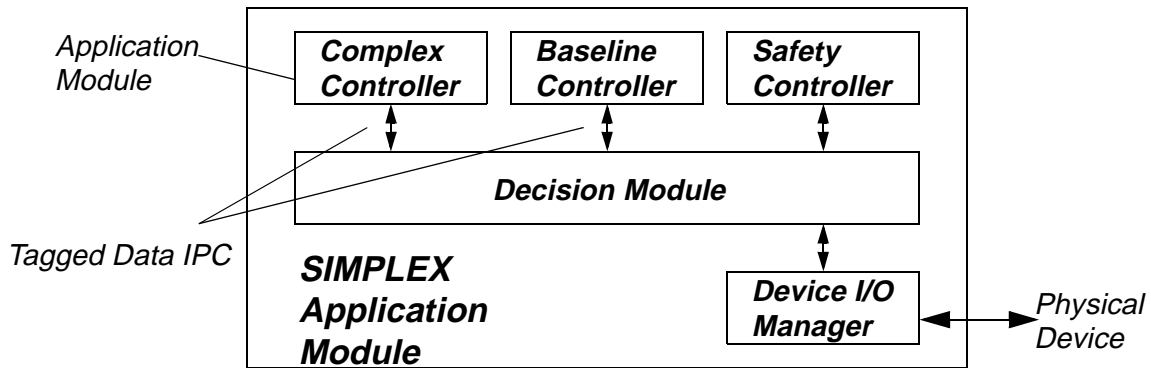 Application
Module
Complex
Controller
Baseline
Controller
Safety
Controller
Decision Module
Tagged Data IPC
SIMPLEX
Application
Module
Device I/O
Manager
Physical
Device